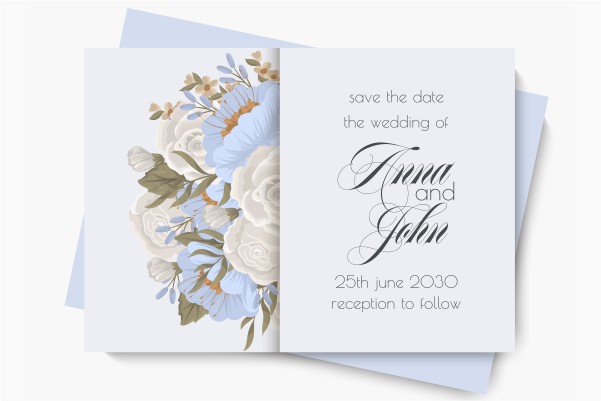 save the date
the wedding of
Anna
and
John
25th june 2030
reception to follow